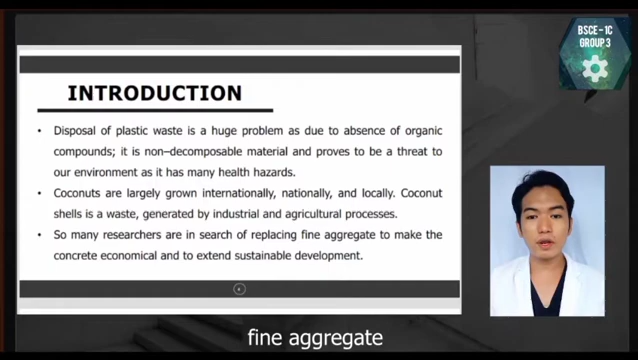 BSCE - 1C
GROUP 3
INTRODUCTION
• Disposal of plastic waste is a huge problem as due to absence of organic
compounds; it is non–decomposable material and proves to be a threat to
our environment as it has many health hazards.
• Coconuts are largely grown internationally, nationally, and locally. Coconut
shells is a waste, generated by industrial and agricultural processes.
• So many researchers are in search of replacing fine aggregate to make the
concrete economical and to extend sustainable development.
fine aggregate